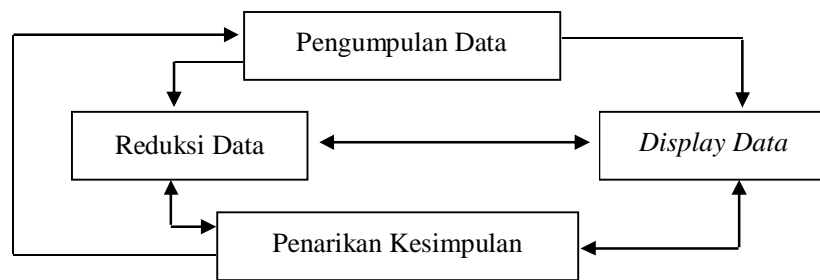 Pengumpulan Data
Reduksi Data
Display Data
Penarikan Kesimpulan